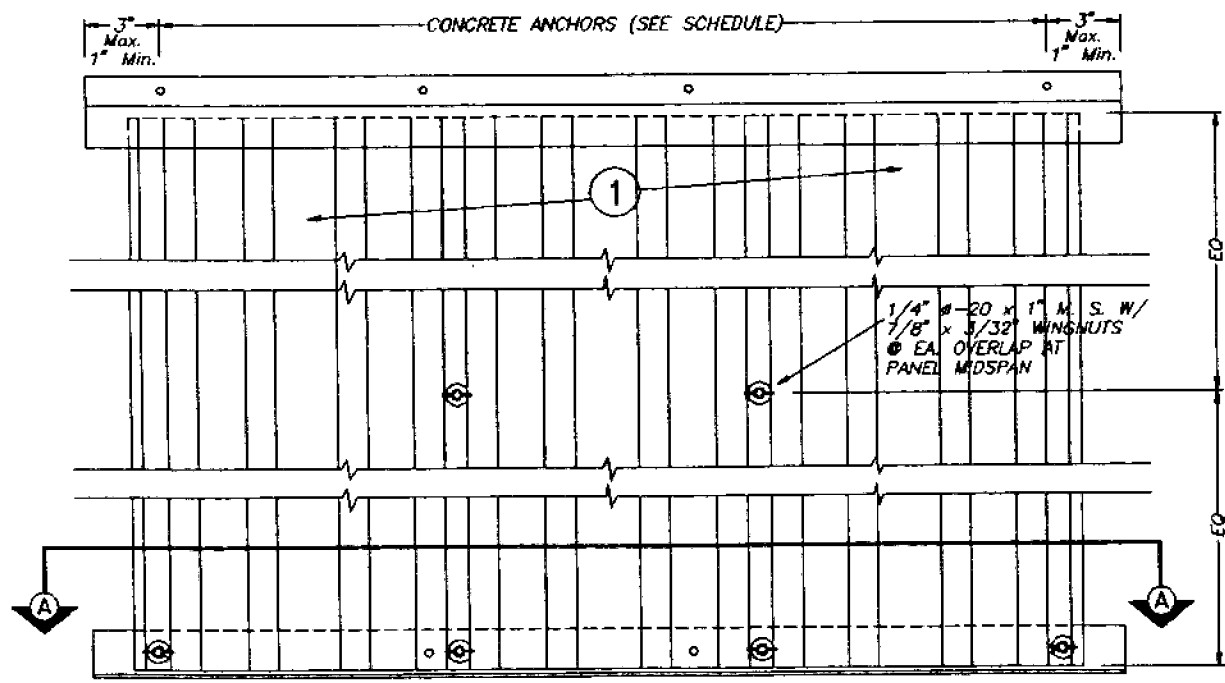 3"
Max.
1" Min.
CONCRETE ANCHORS (SEE SCHEDULE)
3"
Max.
1" Min.
1
EQ
1/4" ø-20 x 1" M. S. W/
7/8" x 3/32" WINGNUTS
@ EA. OVERLAP AT
PANEL MIDSPAN
EQ
A
A